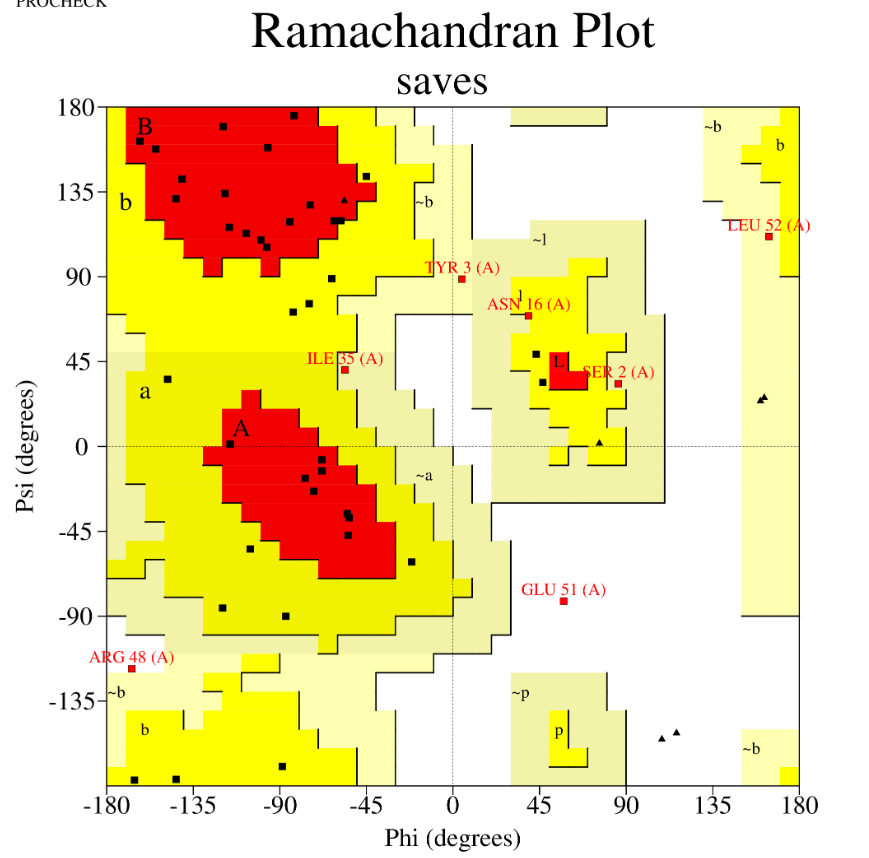 PROCHECK
Ramachandran Plot
saves
180
B
~b
b
135
b
~b
LEU 52 (A)
~l
90
TYR 3 (A)
l
ASN 16 (A)
45
ILE 35 (A)
L
SER 2 (A)
a
A
0
~a
-45
GLU 51 (A)
-90
ARG 48 (A)
~b
~p
-135
b
p
~b
-180 -135 -90 -45 0 45 90 135 180
Phi (degrees)
Psi (degrees)